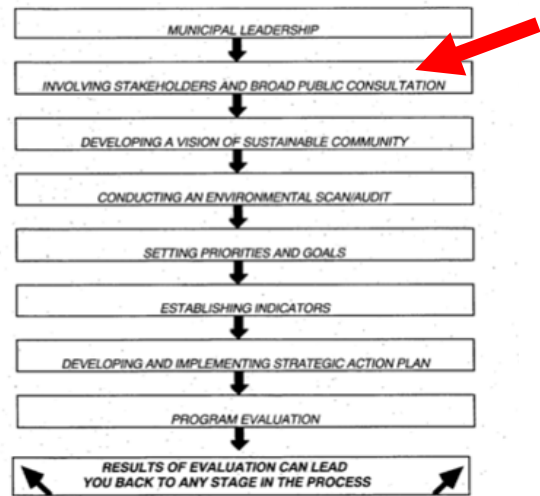 MUNICIPAL LEADERSHIP
INVOLVING STAKEHOLDERS AND BROAD PUBLIC CONSULTATION
DEVELOPING A VISION OF SUSTAINABLE COMMUNITY
CONDUCTING AN ENVIRONMENTAL SCAN/AUDIT
SETTING PRIORITIES AND GOALS
ESTABLISHING INDICATORS
DEVELOPING AND IMPLEMENTING STRATEGIC ACTION PLAN
PROGRAM EVALUATION
RESULTS OF EVALUATION CAN LEAD
YOU BACK TO ANY STAGE IN THE PROCESS